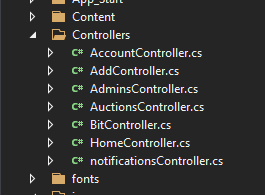 App_Start
Content
Controllers
C# AccountController.cs
C# AddController.cs
C# AdminsController.cs
C# AuctionsController.cs
C# BitController.cs
C# HomeController.cs
C# notificationsController.cs
fonts